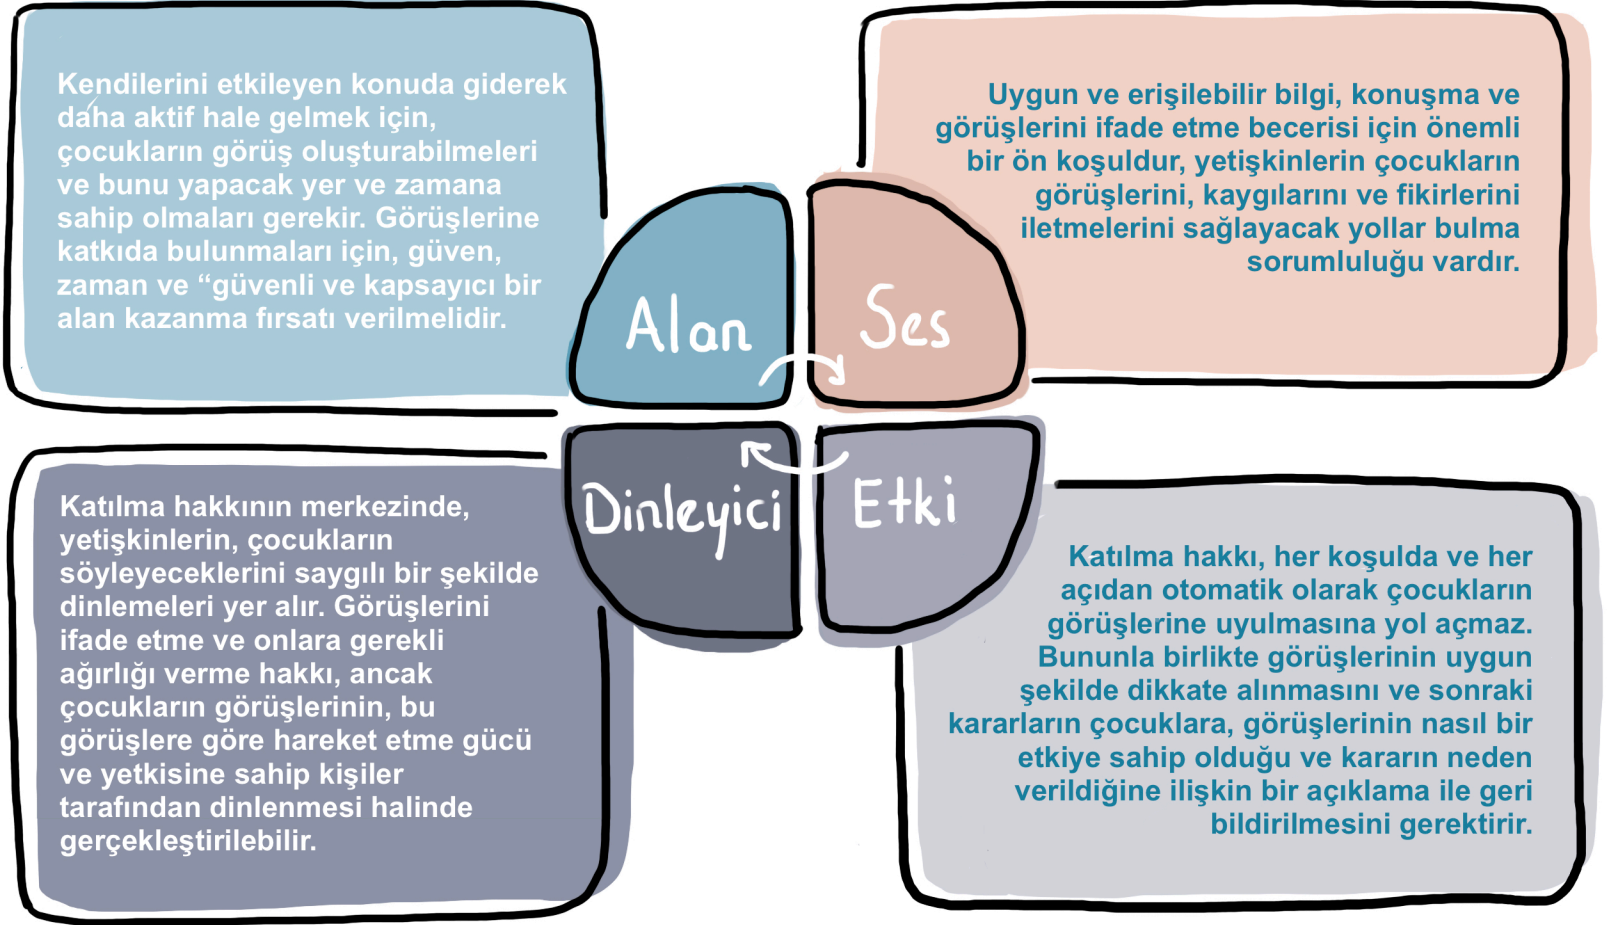 Kendilerini etkileyen konuda giderek
daha aktif hale gelmek için,
çocukların görüş oluşturabilmeleri
ve bunu yapacak yer ve zamana
sahip olmaları gerekir. Görüşlerine
katkıda bulunmaları için, güven,
zaman ve “güvenli ve kapsayıcı bir
alan kazanma fırsatı verilmelidir.
Uygun ve erişilebilir bilgi, konuşma ve
görüşlerini ifade etme becerisi için önemli
bir ön koşuldur, yetişkinlerin çocukların
görüşlerini, kaygılarını ve fikirlerini
iletmelerini sağlayacak yollar bulma
sorumluluğu vardır.
Alan
Ses
Dinleyici
Etki
Katılma hakkının merkezinde,
yetişkinlerin, çocukların
söyleyeceklerini saygılı bir şekilde
dinlemeleri yer alır. Görüşlerini
ifade etme ve onlara gerekli
ağırlığı verme hakkı, ancak
çocukların görüşlerinin, bu
görüşlere göre hareket etme gücü
ve yetkisine sahip kişiler
tarafından dinlenmesi halinde
gerçekleştirilebilir.
Katılma hakkı, her koşulda ve her
açıdan otomatik olarak çocukların
görüşlerine uyulmasına yol açmaz.
Bununla birlikte görüşlerinin uygun
şekilde dikkate alınmasını ve sonraki
kararların çocuklara, görüşlerinin nasıl bir
etkiye sahip olduğu ve kararın neden
verildiğine ilişkin bir açıklama ile geri
bildirilmesini gerektirir.